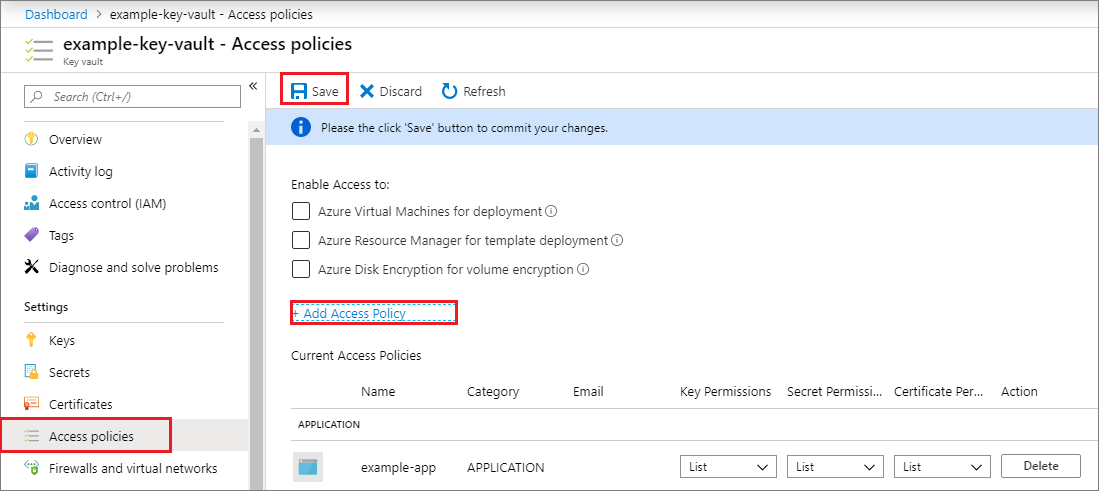 Dashboard > example-key-vault - Access policies
example-key-vault - Access policies
Key vault
Search (Ctrl+/)
«
Overview
Activity log
Access control (IAM)
Tags
Diagnose and solve problems
Settings
Keys
Secrets
Certificates
Access policies
Firewalls and virtual networks
Save Discard Refresh
Please the click 'Save' button to commit your changes.
Enable Access to:
Azure Virtual Machines for deployment
Azure Resource Manager for template deployment
Azure Disk Encryption for volume encryption
+ Add Access Policy
Current Access Policies
Name Category Email Key Permissions Secret Permissi... Certificate Per... Action
APPLICATION
example-app APPLICATION List List List Delete